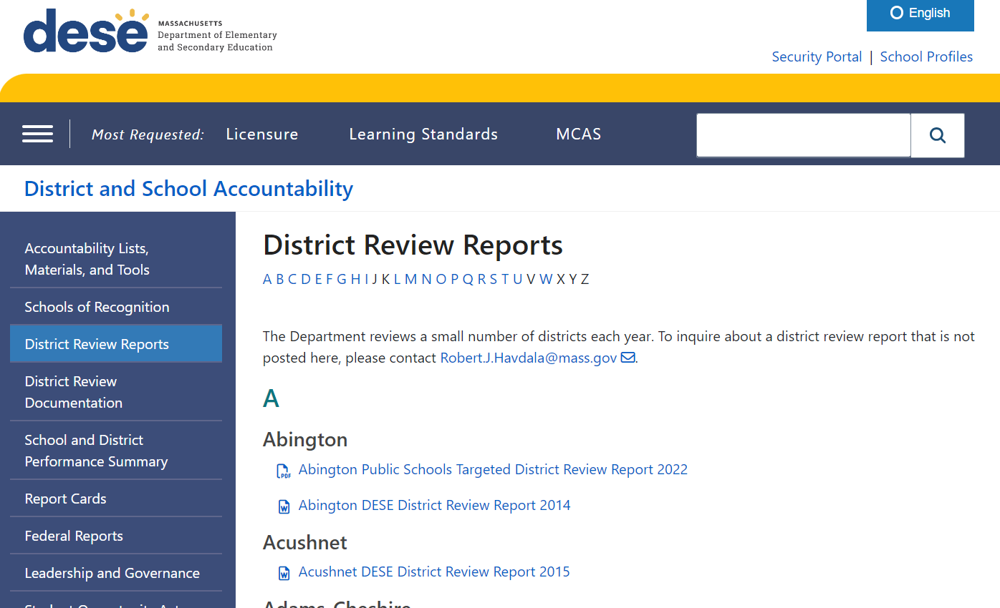 dese
MASSACHUSETTS
Department of Elementary
and Secondary Education
English
Security Portal | School Profiles
Most Requested: Licensure Learning Standards MCAS
District and School Accountability
Accountability Lists,
Materials, and Tools
Schools of Recognition
District Review Reports
District Review
Documentation
School and District
Performance Summary
Report Cards
Federal Reports
Leadership and Governance
District Review Reports
A B C D E F G H I J K L M N O P Q R S T U V W X Y Z
The Department reviews a small number of districts each year. To inquire about a district review report that is not
posted here, please contact Robert.J.Havdala@mass.gov.
A
Abington
PDF Abington Public Schools Targeted District Review Report 2022
W Abington DESE District Review Report 2014
Acushnet
W Acushnet DESE District Review Report 2015
Adams-Cheshire